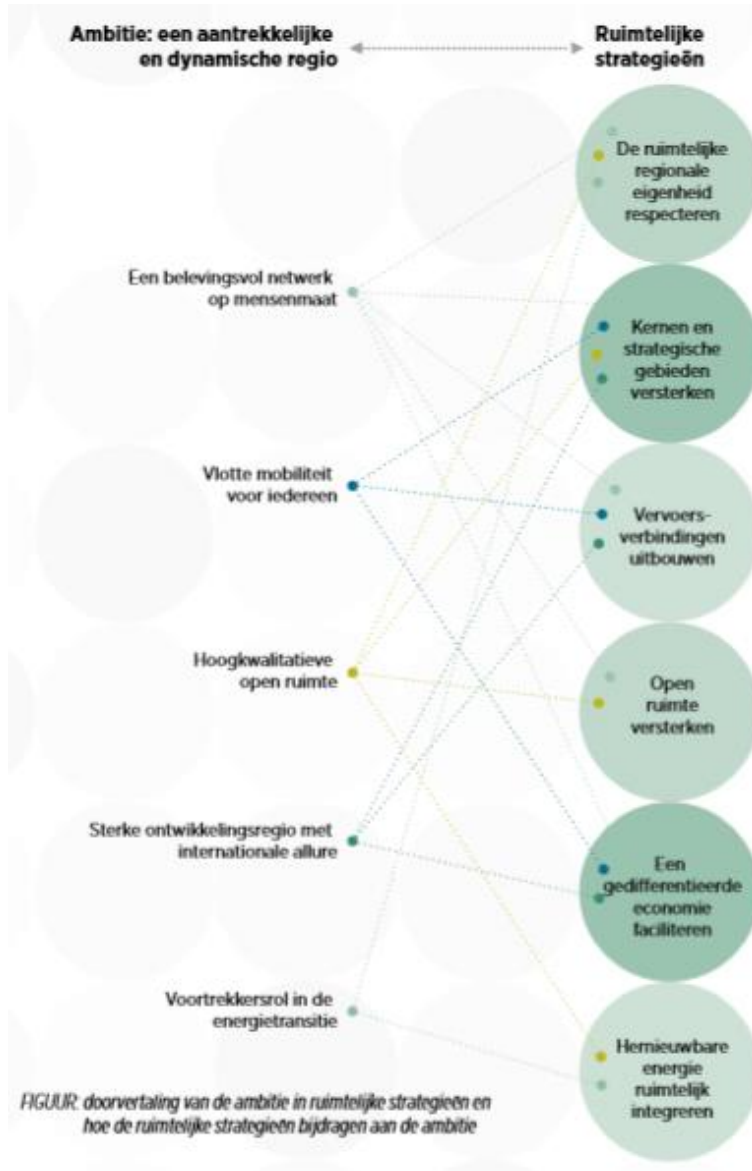 Ambitie: een aantrekkelijke
en dynamische regio
Ruimtelijke
strategieën
De ruimtelijke
regionale
eigenheid
respecteren
Een belevingsvol netwerk
op mensenmaat
Kernen en
strategische
gebieden
versterken
Vlotte mobiliteit
voor iedereen
Vervoers-
verbindingen
uitbouwen
Hoogkwalitatieve
open ruimte
Open
ruimte
versterken
Sterke ontwikkelingsregio met
internationale allure
Een
gedifferentieerde
economie
faciliteren
Voortrekkersrol in de
energietransitie
Hernieuwbare
energie
ruimtelijk
integreren
FIGUUR: doorvertaling van de ambitie in ruimtelijke strategieën en
hoe de ruimtelijke strategieën bijdragen aan de ambitie